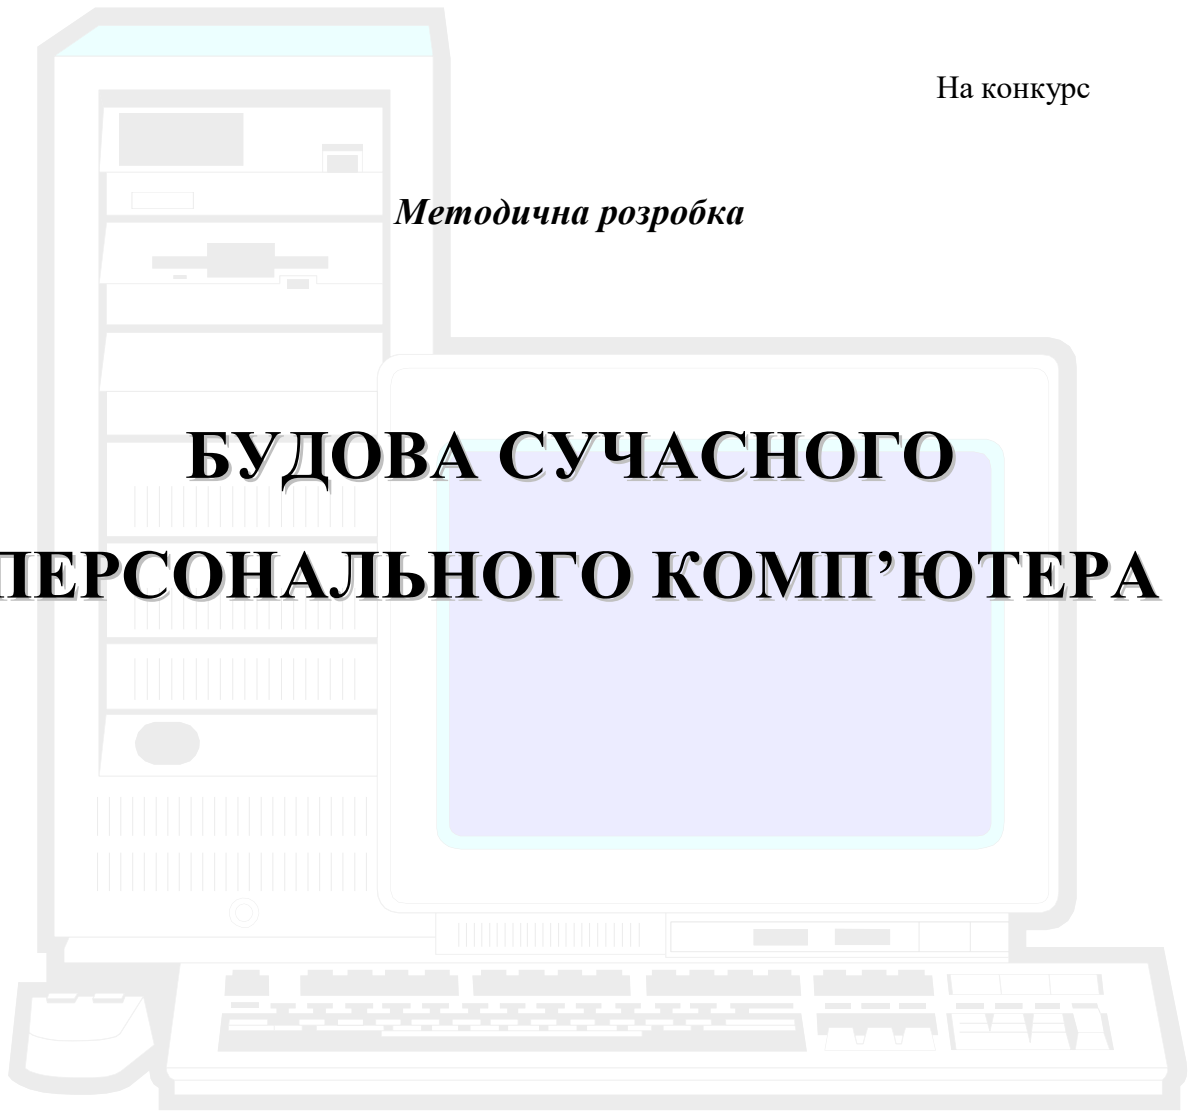 На конкурс
Методична розробка
БУДОВА СУЧАСНОГО
ПЕРСОНАЛЬНОГО КОМП’ЮТЕРА